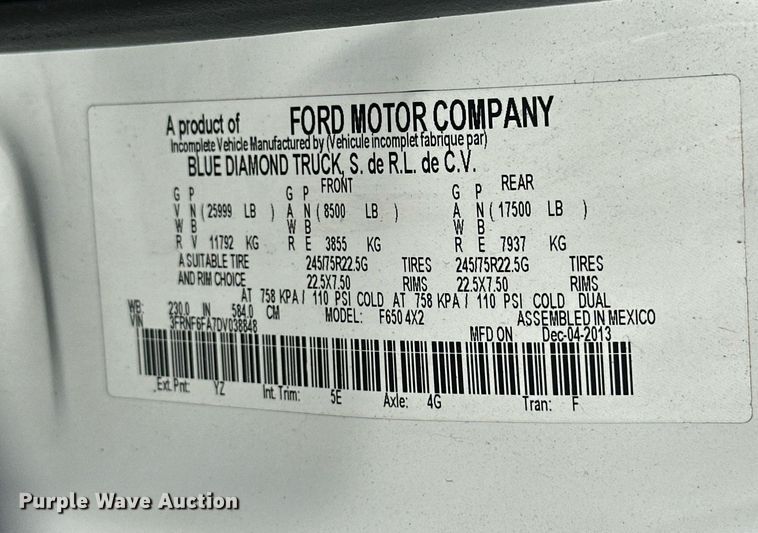 A product of FORD MOTOR COMPANY
Incomplete Vehicle Manufactured by (Vehicule incomplet fabrique par)
BLUE DIAMOND TRUCK, S. de R.L. de C.V.
FRONT REAR
G P G P G P
V N (25999 LB ) A N (8500 LB ) A N (17500 LB )
W B W B W B
R V 11792 KG R E 3855 KG R E 7937 KG
A SUITABLE TIRE 245/75R22.5G TIRES 245/75R22.5G TIRES
AND RIM CHOICE 22.5X7.50 RIMS 22.5X7.50 RIMS
AT 758 KPA / 110 PSI COLD AT 758 KPA / 110 PSI COLD DUAL
WB: 230.0 IN 584.0 CM MODEL: F650 4X2 ASSEMBLED IN MEXICO
VIN 3FRNF6FA7DV038848 MFD ON Dec-04-2013
Ext. Pnt: YZ Int. Trim: 5E Axle: 4G Tran: F
Purple Wave Auction